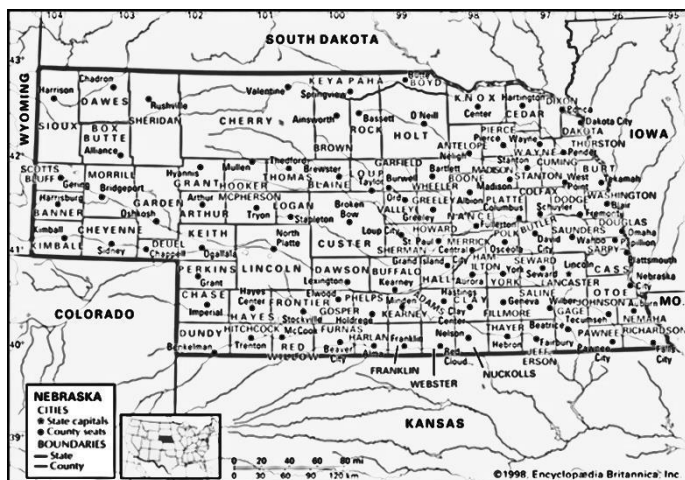 104 103 102 101 100 99 98 97 96 95
43°
SOUTH DAKOTA
WYOMING
Harrison
Chadron
DAWES
Rushville
SHERIDAN
SIOUX
BOX
BUTTE
Alliance
Valentine
CHERRY
KEYA PAHA
Springview
Ainsworth
BROWN
Bassett
ROCK
Butte
BOYD
O'Neill
HOLT
KNOX
Center
Hartington
CEDAR
DIXON
Ponca
Dakota City
DAKOTA
IOWA
ANTELOPE
Neligh
PIERCE
Pierce
Wayne
WAYNE
THURSTON
Pender
42
SCOTTS
BLUFF
Gering
MORRILL
Bridgeport
Harrisburg
BANNER
GARDEN
Oshkosh
Kimball
KIMBALL
CHEYENNE
Sidney
DEUEL
Chappell
Hyannis
GRANT
Mullen
HOOKER
Thedford
THOMAS
Brewster
BLAINE
LOUP
Taylor
GARFIELD
Burwell
Bartlett
WHEELER
BOONE
Albion
MADISON
Madison
Stanton
STANTON
CUMING
West
Point
BURT
Tekamah
Arthur
ARTHUR
MCPHERSON
Tryon
LOGAN
Stapleton
Broken
Bow
CUSTER
Ord
VALLEY
GREELEY
Greeley
NANCE
Fullerton
PLATTE
Columbus
COLFAX
Schuyler
DODGE
Fremont
WASHINGTON
Blair
DOUGLAS
Omaha
Papillion
SARPY
KEITH
Ogallala
North
Platte
LINCOLN
Loup City
SHERMAN
St. Paul
HOWARD
MERRICK
Central
City
POLK
Osceola
BUTLER
David
City
SAUNDERS
Wahoo
41
PERKINS
Grant
DAWSON
Lexington
BUFFALO
Kearney
Grand Island
HALL
HAM
ILTON
Aurora
York
YORK
SEWARD
Seward
Lincoln
LANCASTER
CASS
Plattsmouth
Nebraska
City
OTOE
CHASE
Imperial
Hayes
Center
HAYES
FRONTIER
Stockville
Elwood
GOSPER
PHELPS
Holdrege
Minden
KEARNEY
ADAMS
Hastings
CLAY
Clay
Center
FILLMORE
Geneva
SALINE
Wilber
GAGE
Beatrice
JOHNSON
Tecumseh
Auburn
NEMAHA
DUNDY
Benkelman
HITCHCOCK
Trenton
McCook
RED
WILLOW
FURNAS
Beaver
City
HARLAN
Alma
Franklin
FRANKLIN
Red
Cloud
WEBSTER
Nelson
NUCKOLLS
THAYER
Hebron
Fairbury
JEFF
ERSON
PAWNEE
Pawnee
City
RICHARDSON
Falls
City
40
COLORADO
KANSAS
39°
NEBRASKA
CITIES
State capitals
County seats
BOUNDARIES
State
County
0 20 40 60 80 mi
0 30 60 90 120 km
©1998, Encyclopædia Britannica, Inc.